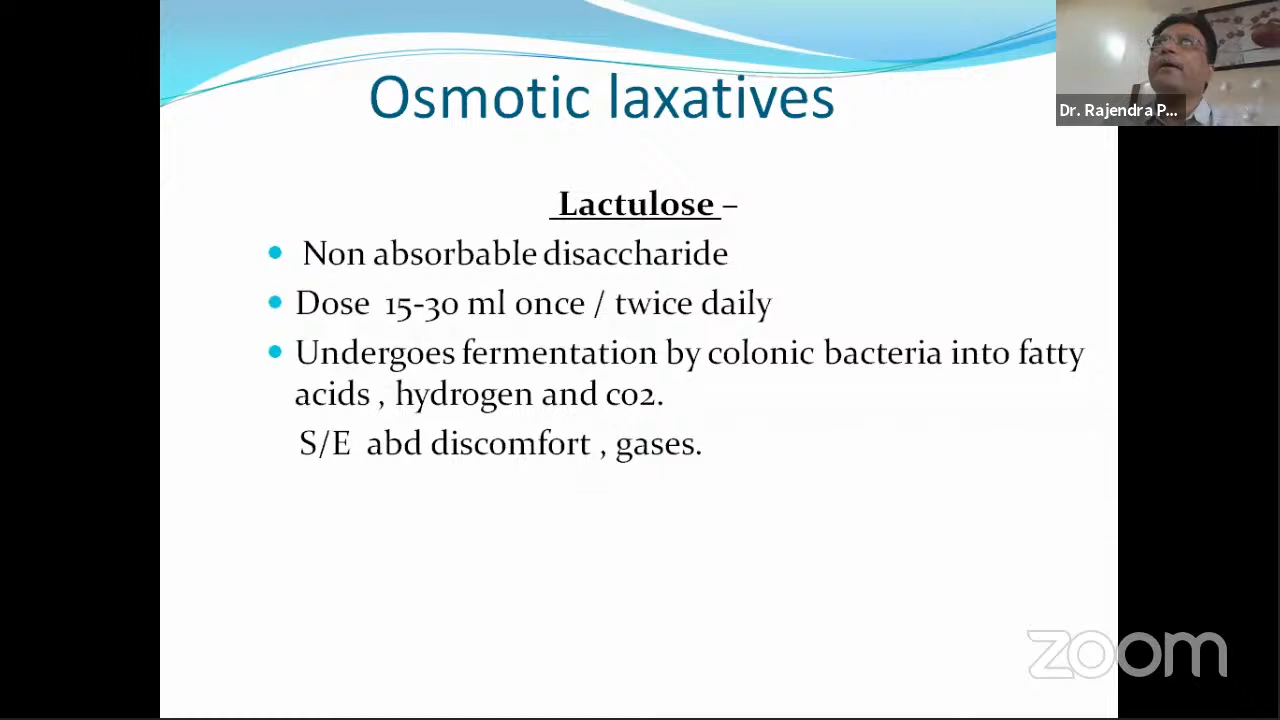 Osmotic laxatives
Dr. Rajendra P...
Lactulose –
Non absorbable disaccharide
Dose 15-30 ml once / twice daily
Undergoes fermentation by colonic bacteria into fatty
acids , hydrogen and co2.
S/E abd discomfort , gases.
zoom